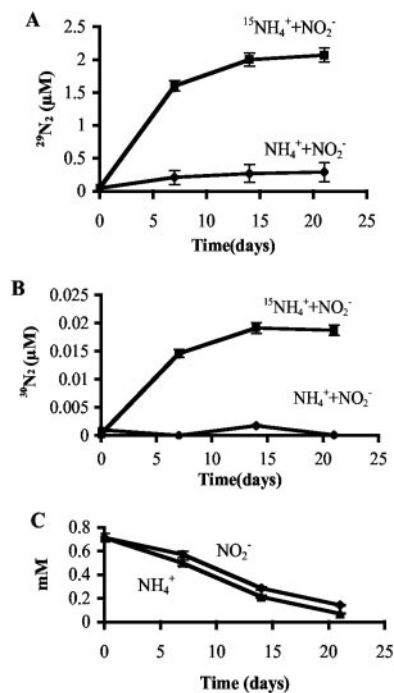 A
¹⁵NH₄⁺+NO₂⁻
2.5
2
1.5
1
0.5
0
²⁹N₂ (μM)
NH₄⁺+NO₂⁻
0 5 10 15 20 25
Time(days)
B
0.025
0.02
0.015
0.01
0.005
0
³⁰N₂ (μM)
¹⁵NH₄⁺+NO₂⁻
NH₄⁺+NO₂⁻
0 5 10 15 20 25
Time(days)
C
0.8
0.6
0.4
0.2
0
mM
NO₂⁻
NH₄⁺
0 5 10 15 20 25
Time (days)